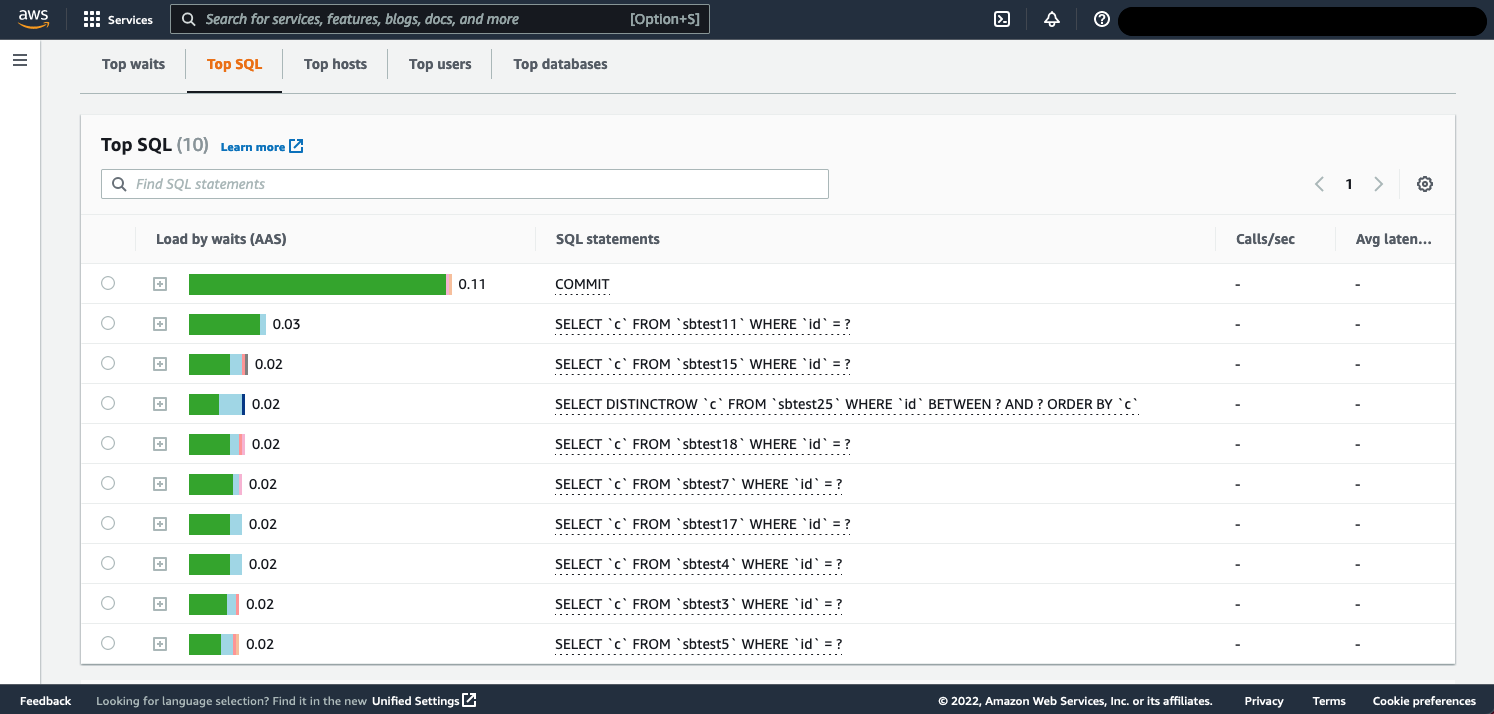 aws Services Search for services, features, blogs, docs, and more [Option+S]
Top waits Top SQL Top hosts Top users Top databases
Top SQL (10) Learn more
Find SQL statements 1
Load by waits (AAS) SQL statements Calls/sec Avg laten...
0.11 COMMIT - -
0.03 SELECT `c` FROM `sbtest11` WHERE `id` = ? - -
0.02 SELECT `c` FROM `sbtest15` WHERE `id` = ? - -
0.02 SELECT DISTINCTROW `c` FROM `sbtest25` WHERE `id` BETWEEN ? AND ? ORDER BY `c` - -
0.02 SELECT `c` FROM `sbtest18` WHERE `id` = ? - -
0.02 SELECT `c` FROM `sbtest7` WHERE `id` = ? - -
0.02 SELECT `c` FROM `sbtest17` WHERE `id` = ? - -
0.02 SELECT `c` FROM `sbtest4` WHERE `id` = ? - -
0.02 SELECT `c` FROM `sbtest3` WHERE `id` = ? - -
0.02 SELECT `c` FROM `sbtest5` WHERE `id` = ? - -
Feedback Looking for language selection? Find it in the new Unified Settings © 2022, Amazon Web Services, Inc. or its affiliates. Privacy Terms Cookie preferences